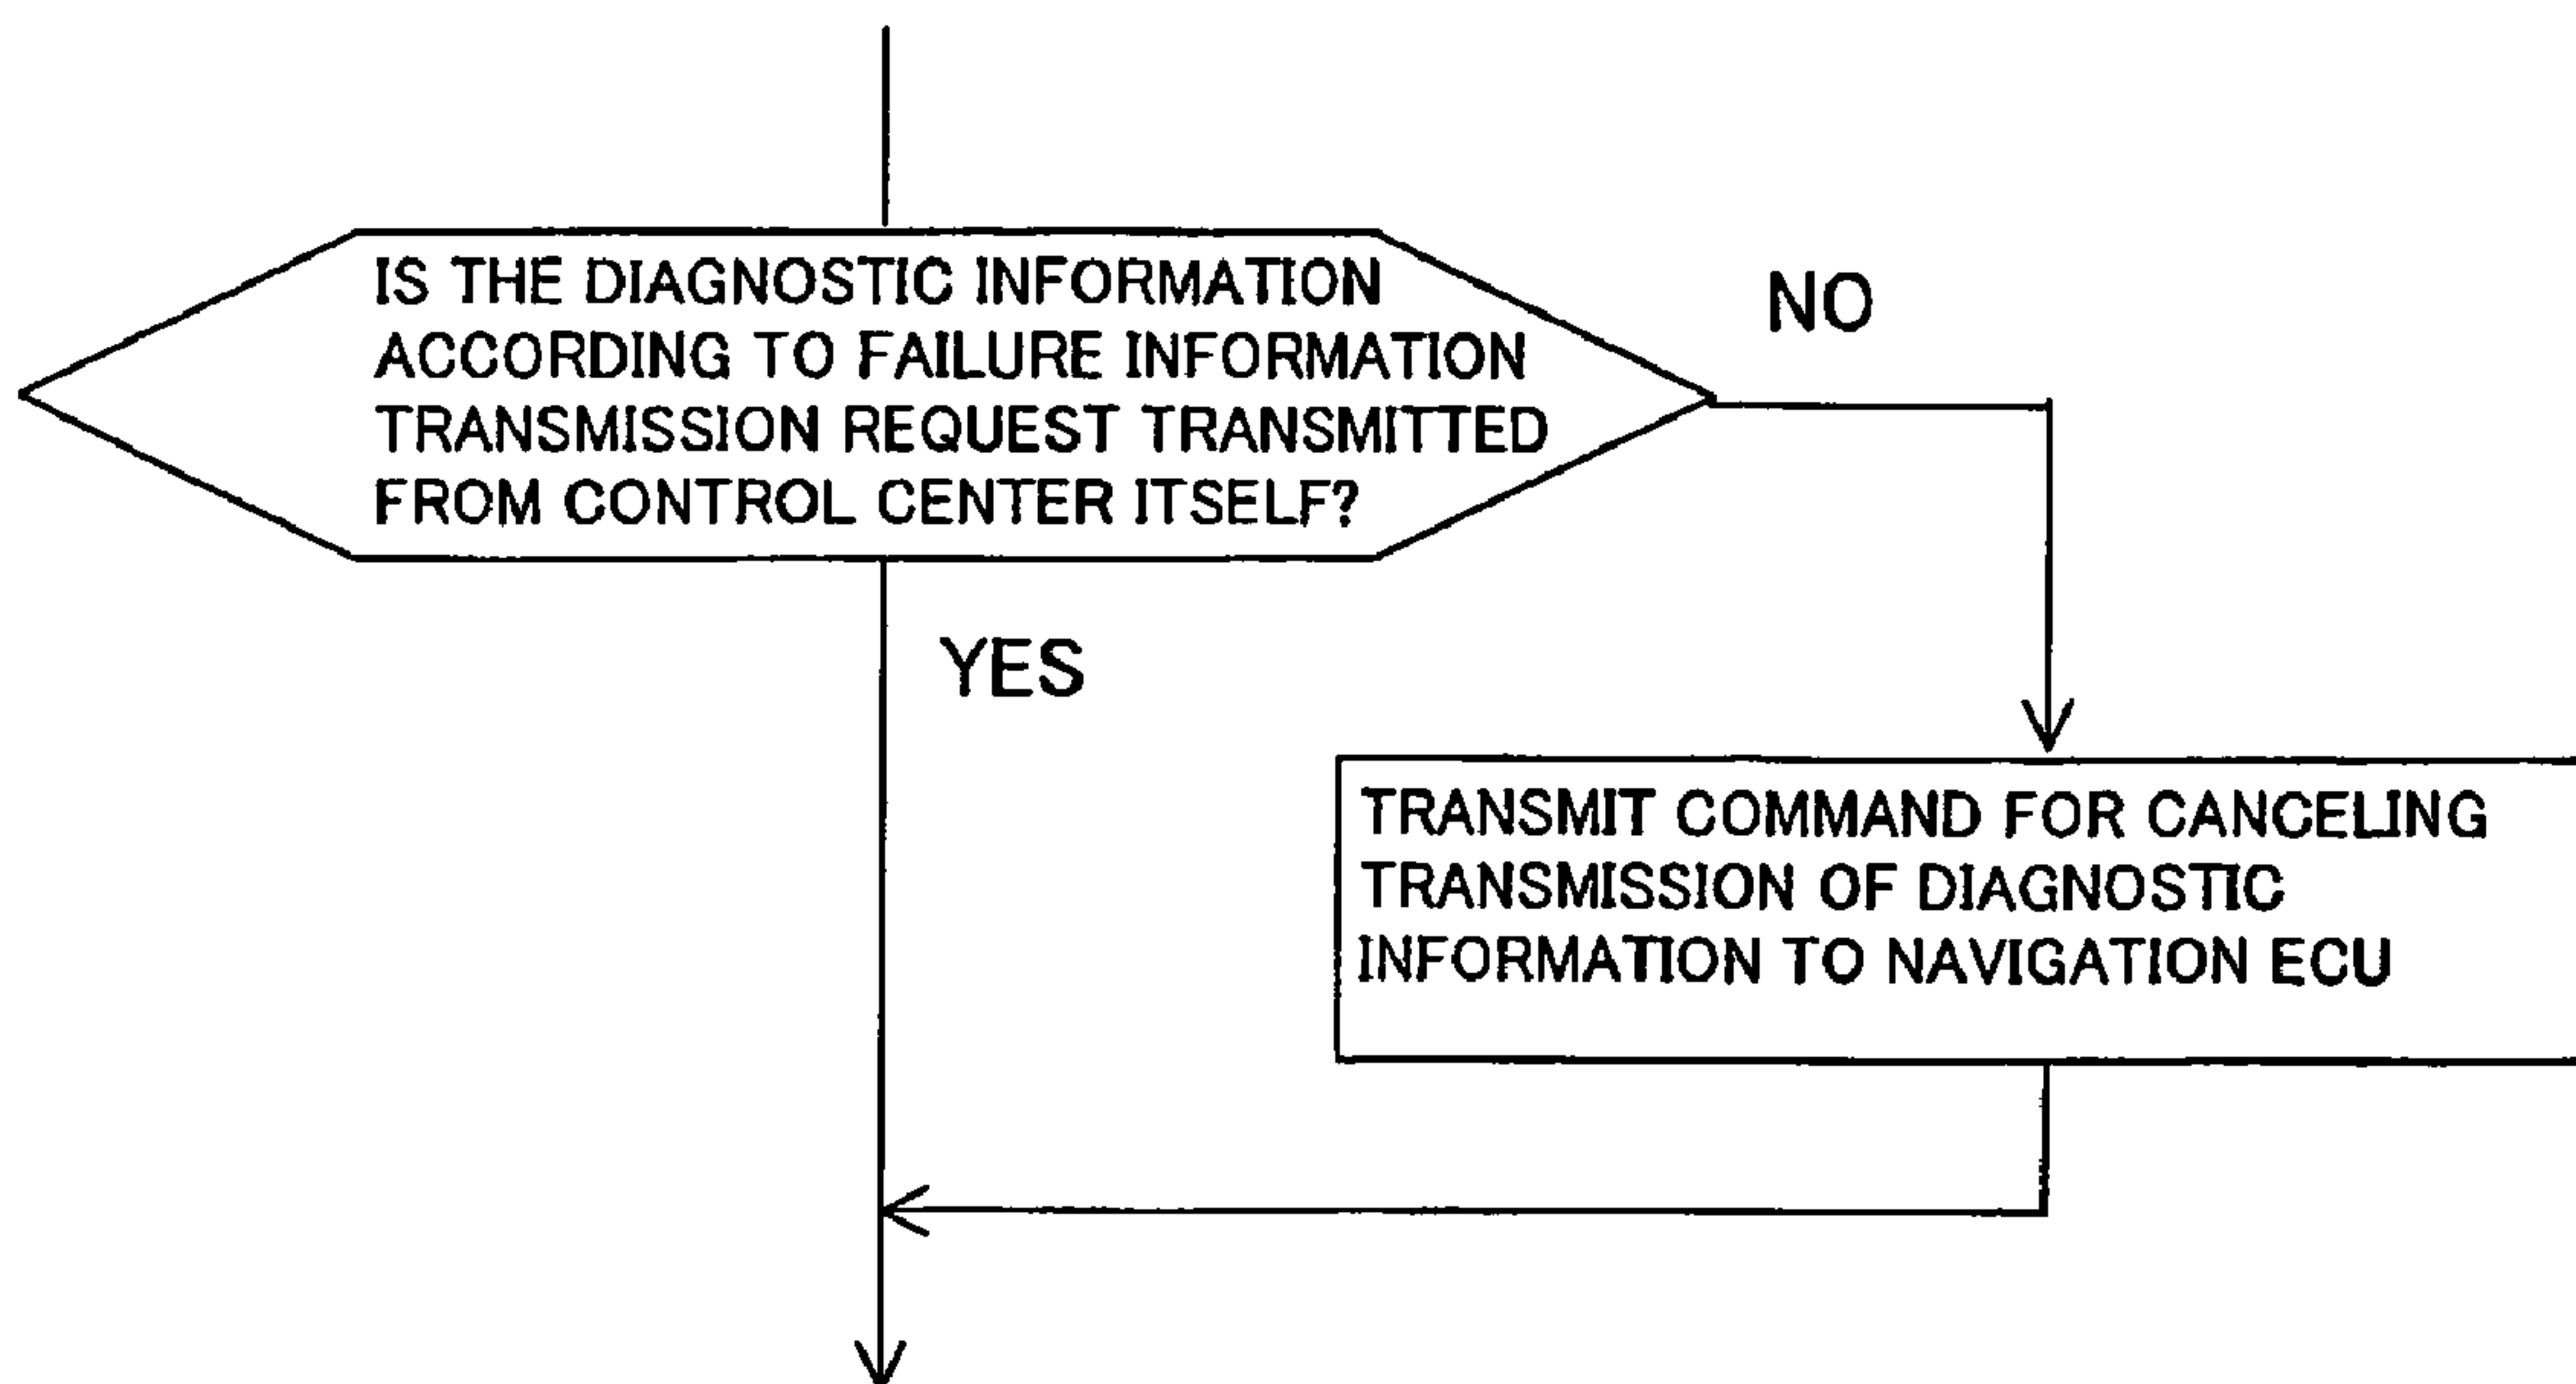 IS THE DIAGNOSTIC INFORMATION
ACCORDING TO FAILURE INFORMATION
TRANSMISSION REQUEST TRANSMITTED
FROM CONTROL CENTER ITSELF?
NO
YES
TRANSMIT COMMAND FOR CANCELING
TRANSMISSION OF DIAGNOSTIC
INFORMATION TO NAVIGATION ECU